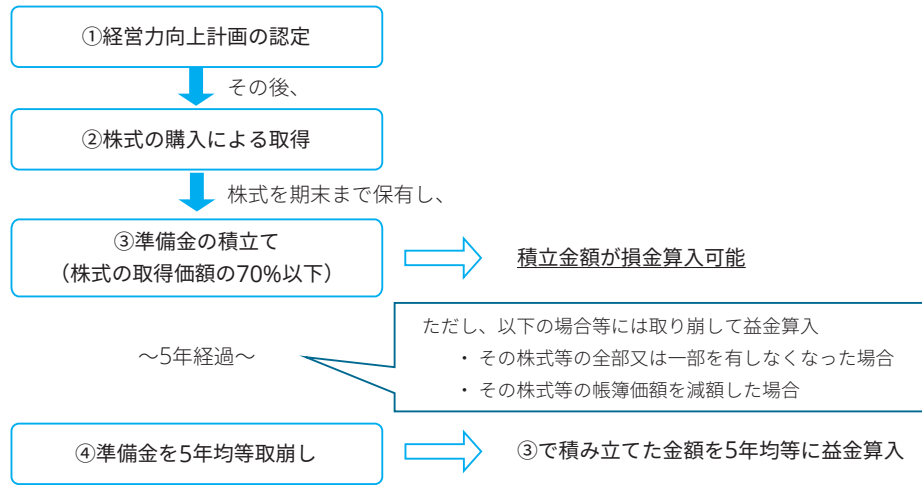 ①経営力向上計画の認定
その後、
②株式の購入による取得
株式を期末まで保有し、
③準備金の積立て
（株式の取得価額の70%以下）
積立金額が損金算入可能
ただし、以下の場合等には取り崩して益金算入
・ その株式等の全部又は一部を有しなくなった場合
・ その株式等の帳簿価額を減額した場合
～5年経過～
④準備金を5年均等取崩し
③で積み立てた金額を5年均等に益金算入